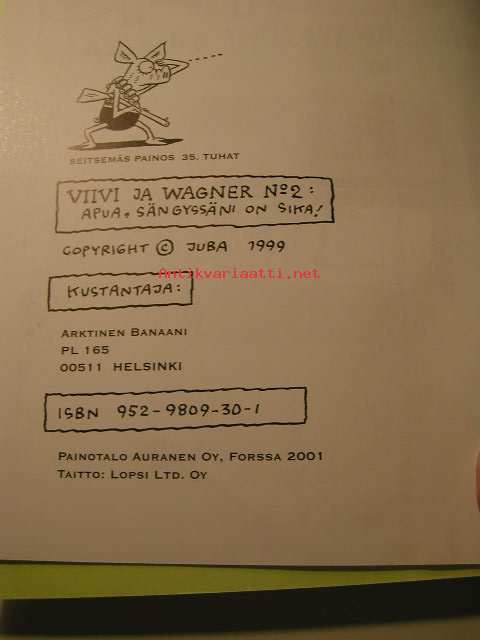 SEITSEMÄS PAINOS 35. TUHAT
VIIVI JA WAGNER Nº2:
APUA, SÄNGYSSÄNI ON SIKA!
COPYRIGHT © JUBA 1999
Antikvariaatti.net
KUSTANTAJA:
ARKTINEN BANAANI
PL 165
00511 HELSINKI
ISBN 952-9809-30-1
PAINOTALO AURANEN OY, FORSSA 2001
TAITTO: LOPSI LTD. OY